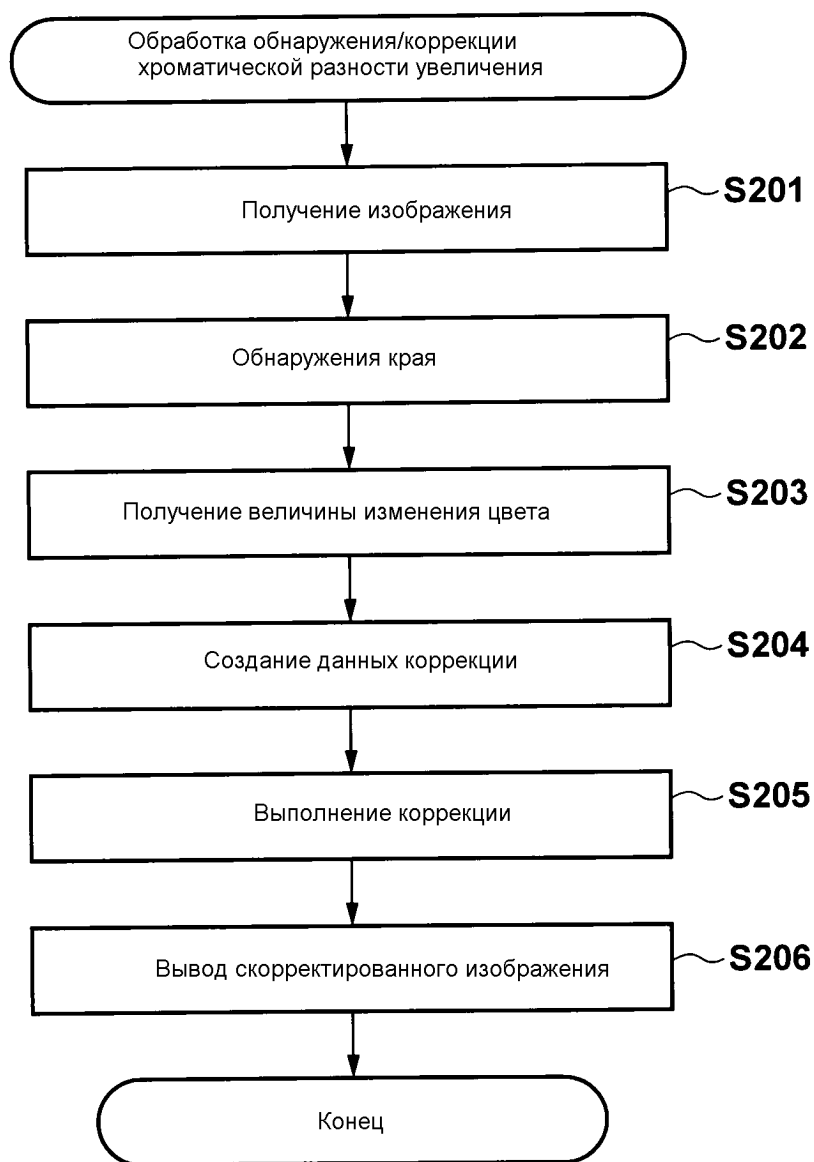 Обработка обнаружения/коррекции
хроматической разности увеличения
Получение изображения
S201
Обнаружения края
S202
Получение величины изменения цвета
S203
Создание данных коррекции
S204
Выполнение коррекции
S205
Вывод скорректированного изображения
S206
Конец